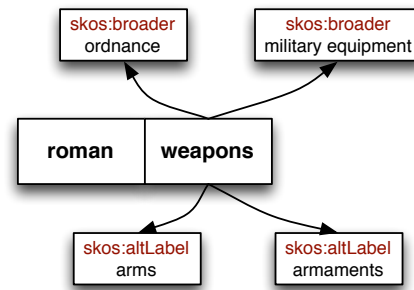 skos:broader
ordnance
skos:broader
military equipment
roman
weapons
skos:altLabel
arms
skos:altLabel
armaments